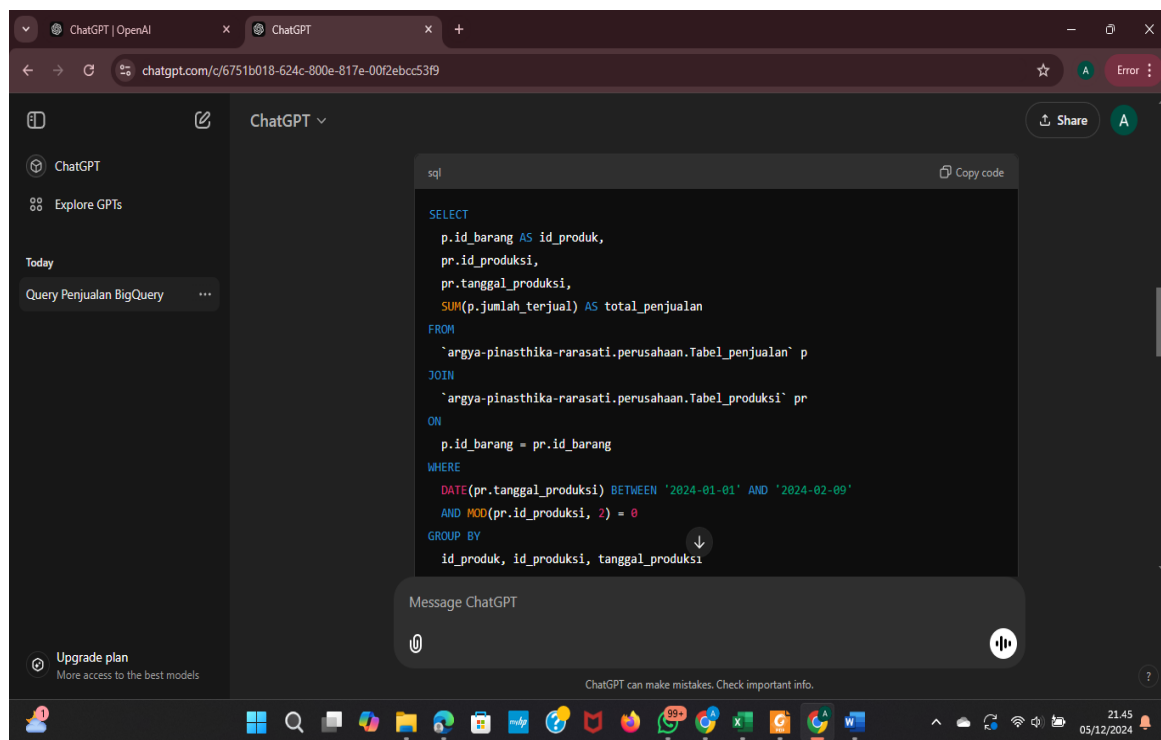 ChatGPT | OpenAI
ChatGPT
chatgpt.com/c/6751b018-624c-800e-817e-00f2ebcc53f9
A
Error
ChatGPT
Share
A
ChatGPT
Explore GPTs
Today
Query Penjualan BigQuery
sql
Copy code
SELECT
p.id_barang AS id_produk,
pr.id_produksi,
pr.tanggal_produksi,
SUM(p.jumlah_terjual) AS total_penjualan
FROM
`argya-pinasthika-rarasati.perusahaan.Tabel_penjualan` p
JOIN
`argya-pinasthika-rarasati.perusahaan.Tabel_produksi` pr
ON
p.id_barang = pr.id_barang
WHERE
DATE(pr.tanggal_produksi) BETWEEN '2024-01-01' AND '2024-02-09'
AND MOD(pr.id_produksi, 2) = 0
GROUP BY
id_produk, id_produksi, tanggal_produksi
Message ChatGPT
Upgrade plan
More access to the best models
ChatGPT can make mistakes. Check important info.
?
1
99+
21.45
05/12/2024